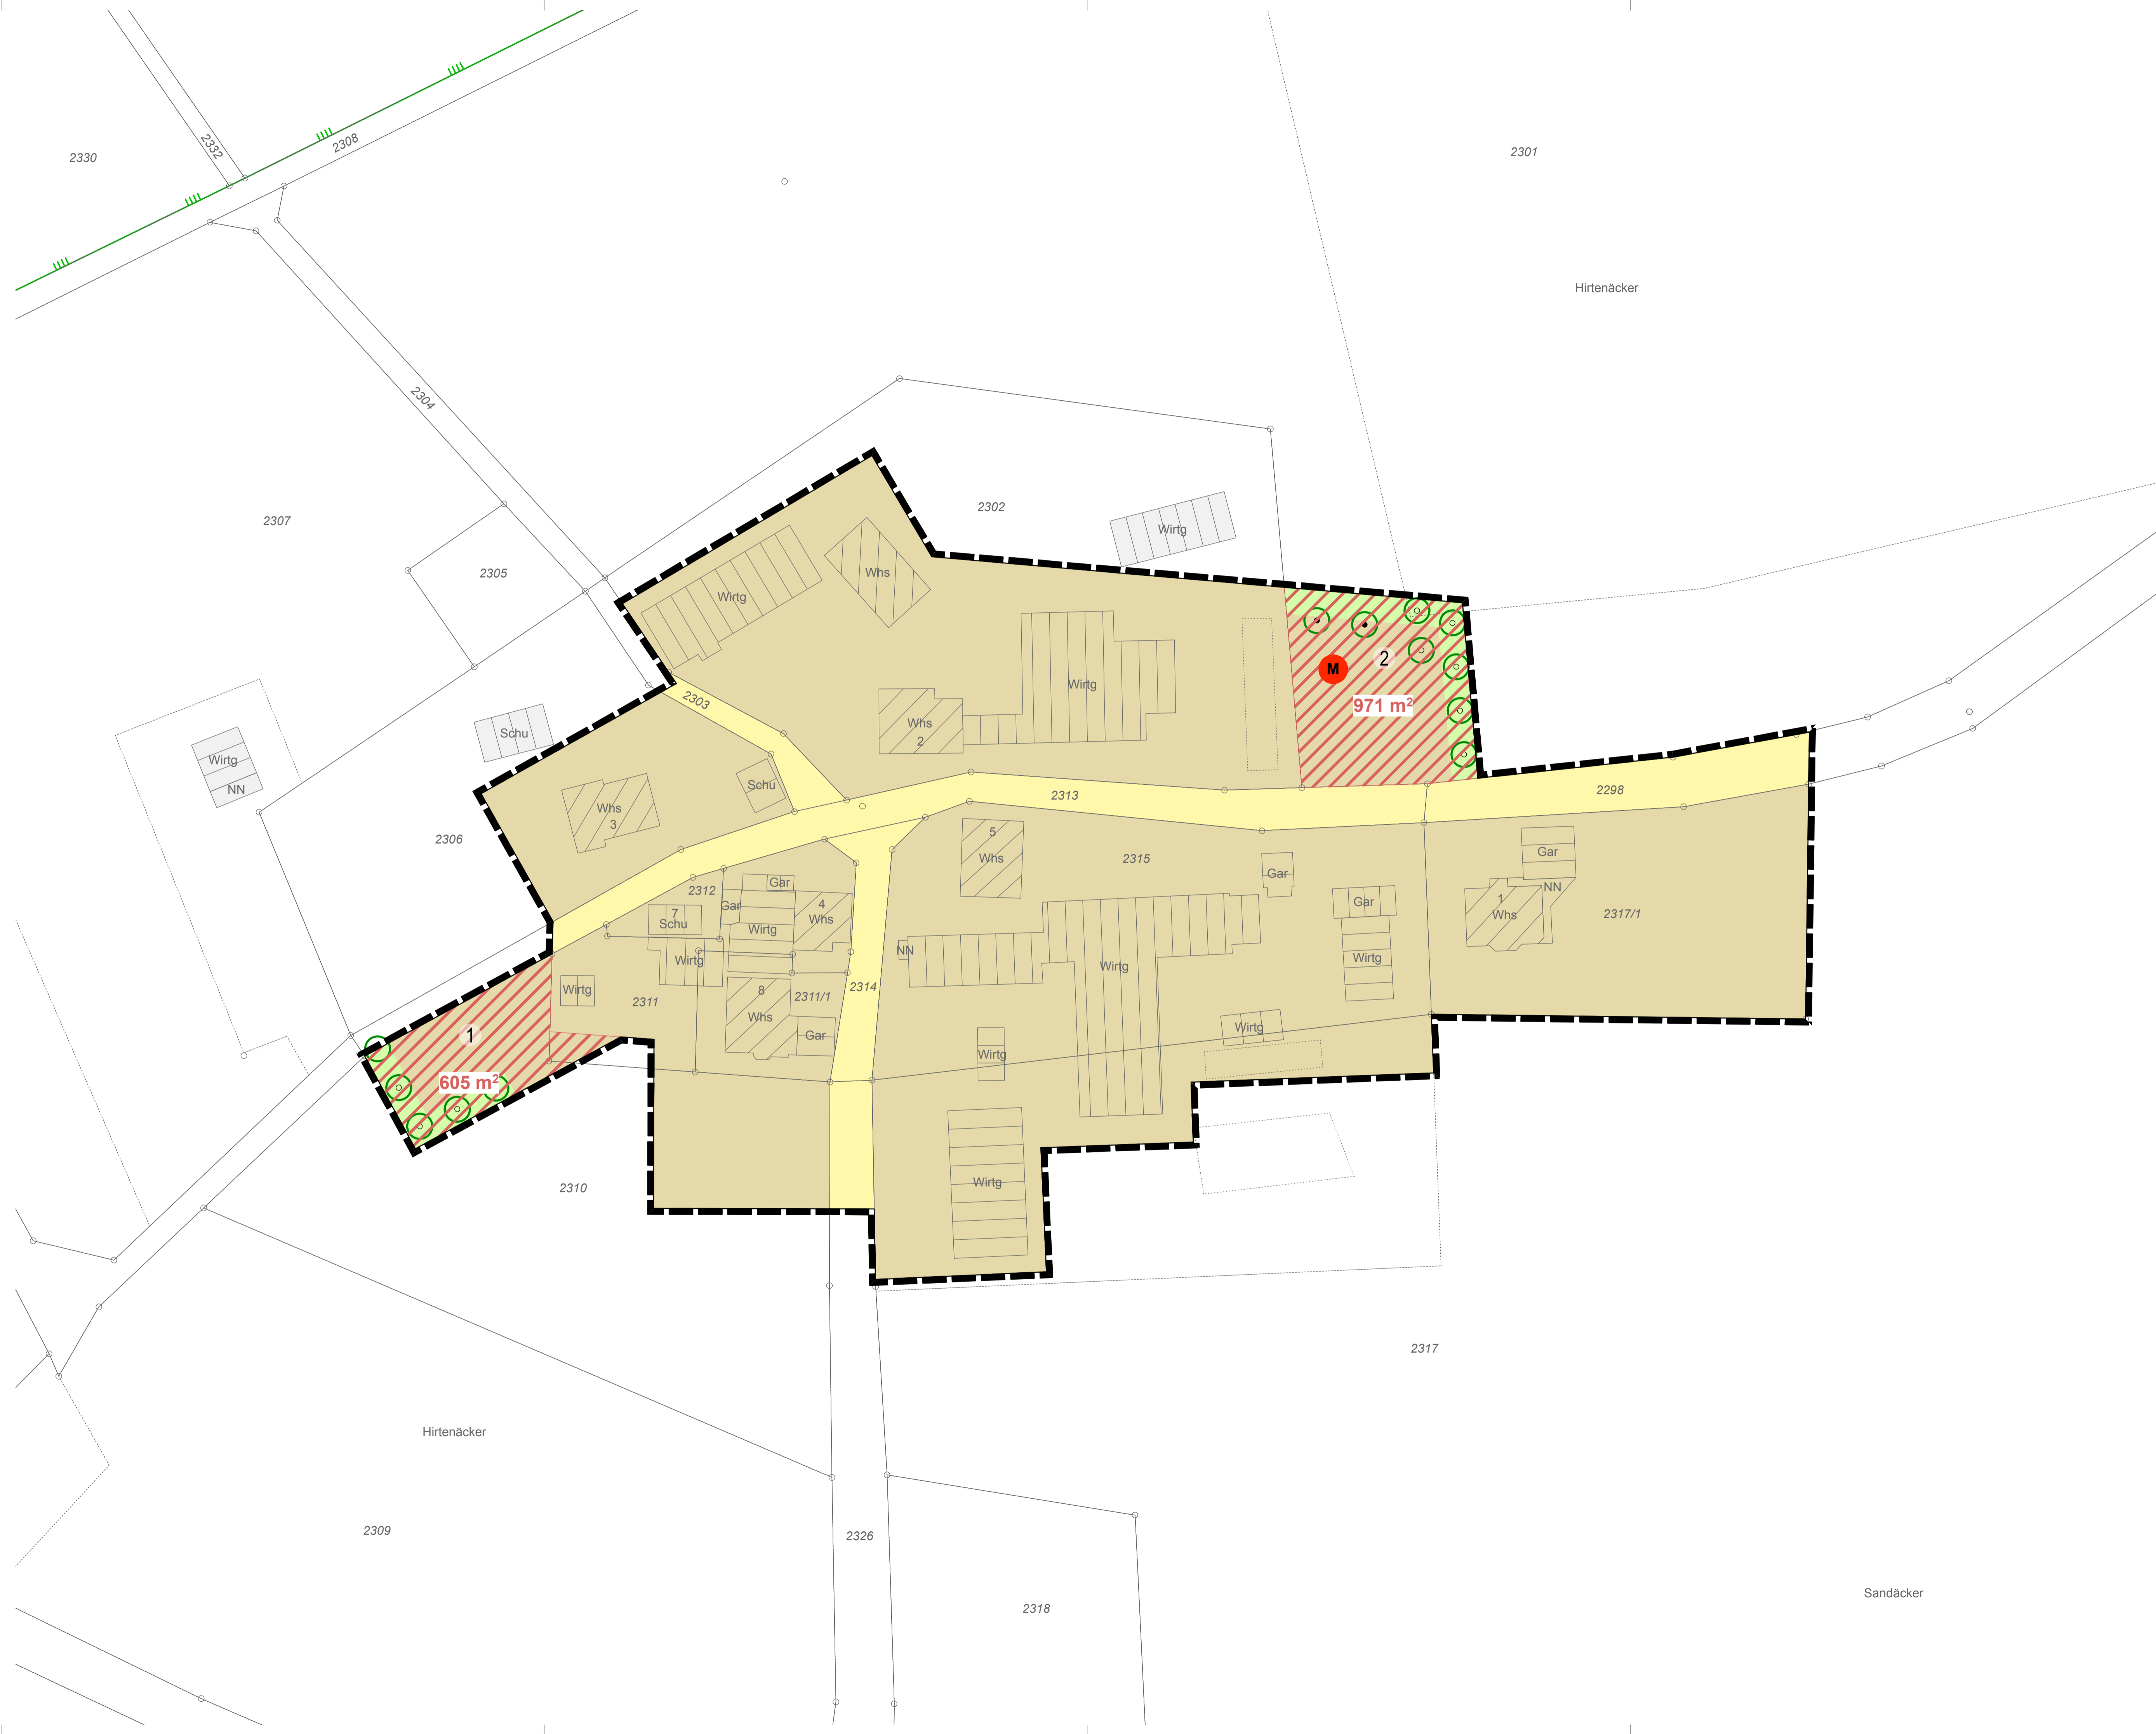 2332
2308
2330
2301
Hirtenäcker
2304
2307
2302
Wirtg
2305
Whs
Wirtg
2
M
971 m²
Wirtg
2303
Whs
2
Schu
Wirtg
NN
Schu
Whs
3
2306
2313
2298
5
Whs
2315
Gar
Gar
NN
1
Whs
2317/1
2312
Gar
Gar
4
Whs
7
Schu
Wirtg
Gar
Wirtg
NN
Wirtg
Wirtg
Wirtg
2311
8
Whs
2311/1
2314
Gar
Wirtg
Wirtg
1
605 m²
Wirtg
2310
2317
Hirtenäcker
2309
2326
2318
Sandäcker